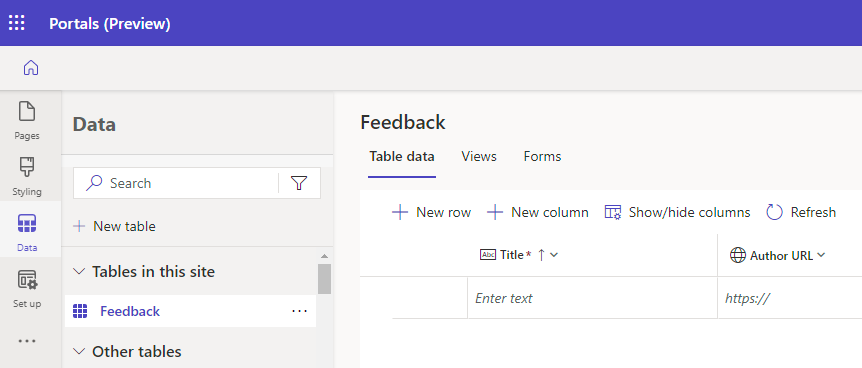 Portals (Preview)
Pages
Styling
Data
Set up
Data
Search
New table
Tables in this site
Feedback
Other tables
Feedback
Table data Views Forms
New row New column Show/hide columns Refresh
Abc Title * Author URL
Enter text https://